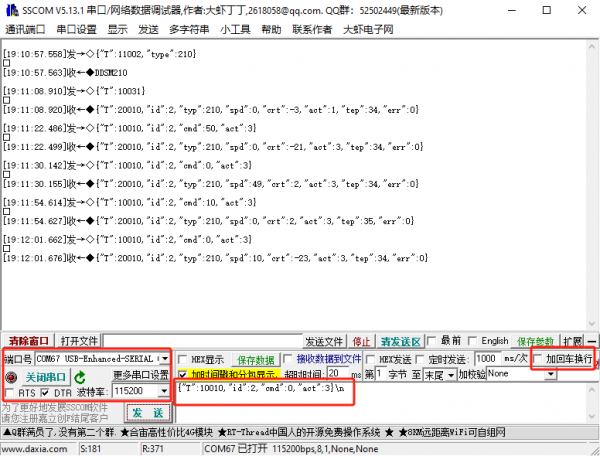 SSCOM V5.13.1 串口/网络数据调试器,作者:大虾丁丁,2618058@qq.com. QQ群：52502449(最新版本)
通讯端口 串口设置 显示 发送 多字符串 小工具 帮助 联系作者 大虾电子网
[19:10:57.558]发→◇{"T":11002,"type":210}
□
[19:10:57.563]收←◆DDSM210
[19:11:08.910]发→◇{"T":10031}
□
[19:11:08.920]收←◆{"T":20010,"id":2,"typ":210,"spd":0,"crt":-3,"act":1,"tep":34,"err":0}
[19:11:22.486]发→◇{"T":10010,"id":2,"cmd":50,"act":3}
□
[19:11:22.499]收←◆{"T":20010,"id":2,"typ":210,"spd":0,"crt":-21,"act":3,"tep":34,"err":0}
[19:11:30.142]发→◇{"T":10010,"id":2,"cmd":0,"act":3}
□
[19:11:30.155]收←◆{"T":20010,"id":2,"typ":210,"spd":49,"crt":2,"act":3,"tep":34,"err":0}
[19:11:54.614]发→◇{"T":10010,"id":2,"cmd":10,"act":3}
□
[19:11:54.627]收←◆{"T":20010,"id":2,"typ":210,"spd":0,"crt":2,"act":3,"tep":35,"err":0}
[19:12:01.662]发→◇{"T":10010,"id":2,"cmd":0,"act":3}
□
[19:12:01.676]收←◆{"T":20010,"id":2,"typ":210,"spd":10,"crt":-23,"act":3,"tep":34,"err":0}
清除窗口 打开文件 发送文件 停止 清发送区 最前 English 保存参数 扩展 —
端口号 COM67 USB-Enhanced-SERIAL HEX显示 保存数据 接收数据到文件 HEX发送 定时发送: 1000 ms/次 加回车换行
关闭串口 更多串口设置 加时间戳和分包显示, 超时时间: 20 ms 第 1 字节 至 末尾 加校验 None
RTS DTR 波特率: 115200 {"T":10010,"id":2,"cmd":0,"act":3}\n
为了更好地发展SSCOM软件
请您注册嘉立创F结尾客户
发 送
▲QQ群满员了,没有第二个群. ★合宙高性价比4G模块 ★RT-Thread中国人的开源免费操作系统 ★ ★8KM远距离WiFi可自组网
www.daxia.com S:181 R:371 COM67 已打开 115200bps,8,1,None,None